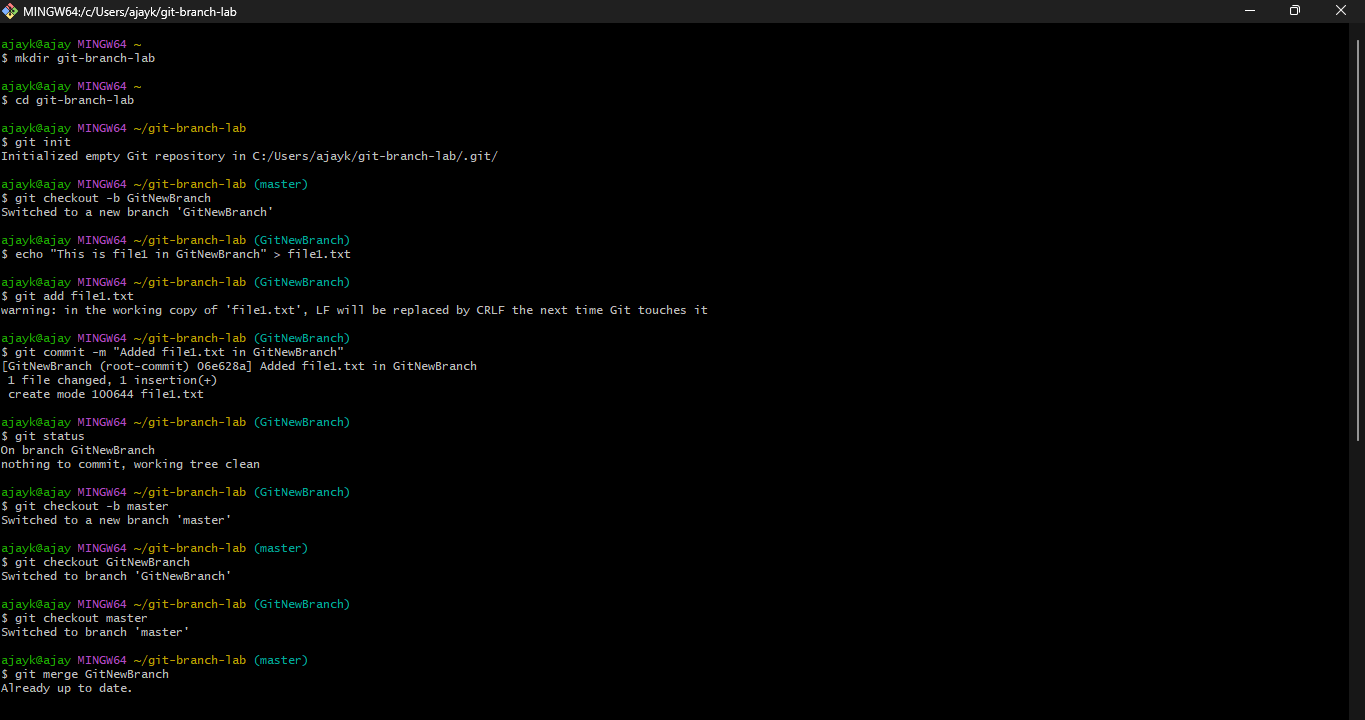 MINGW64:/c/Users/ajayk/git-branch-lab
ajayk@ajay MINGW64 ~
$ mkdir git-branch-lab
ajayk@ajay MINGW64 ~
$ cd git-branch-lab
ajayk@ajay MINGW64 ~/git-branch-lab
$ git init
Initialized empty Git repository in C:/Users/ajayk/git-branch-lab/.git/
ajayk@ajay MINGW64 ~/git-branch-lab (master)
$ git checkout -b GitNewBranch
Switched to a new branch 'GitNewBranch'
ajayk@ajay MINGW64 ~/git-branch-lab (GitNewBranch)
$ echo "This is file1 in GitNewBranch" > file1.txt
ajayk@ajay MINGW64 ~/git-branch-lab (GitNewBranch)
$ git add file1.txt
warning: in the working copy of 'file1.txt', LF will be replaced by CRLF the next time Git touches it
ajayk@ajay MINGW64 ~/git-branch-lab (GitNewBranch)
$ git commit -m "Added file1.txt in GitNewBranch"
[GitNewBranch (root-commit) 06e628a] Added file1.txt in GitNewBranch
 1 file changed, 1 insertion(+)
 create mode 100644 file1.txt
ajayk@ajay MINGW64 ~/git-branch-lab (GitNewBranch)
$ git status
On branch GitNewBranch
nothing to commit, working tree clean
ajayk@ajay MINGW64 ~/git-branch-lab (GitNewBranch)
$ git checkout -b master
Switched to a new branch 'master'
ajayk@ajay MINGW64 ~/git-branch-lab (master)
$ git checkout GitNewBranch
Switched to branch 'GitNewBranch'
ajayk@ajay MINGW64 ~/git-branch-lab (GitNewBranch)
$ git checkout master
Switched to branch 'master'
ajayk@ajay MINGW64 ~/git-branch-lab (master)
$ git merge GitNewBranch
Already up to date.